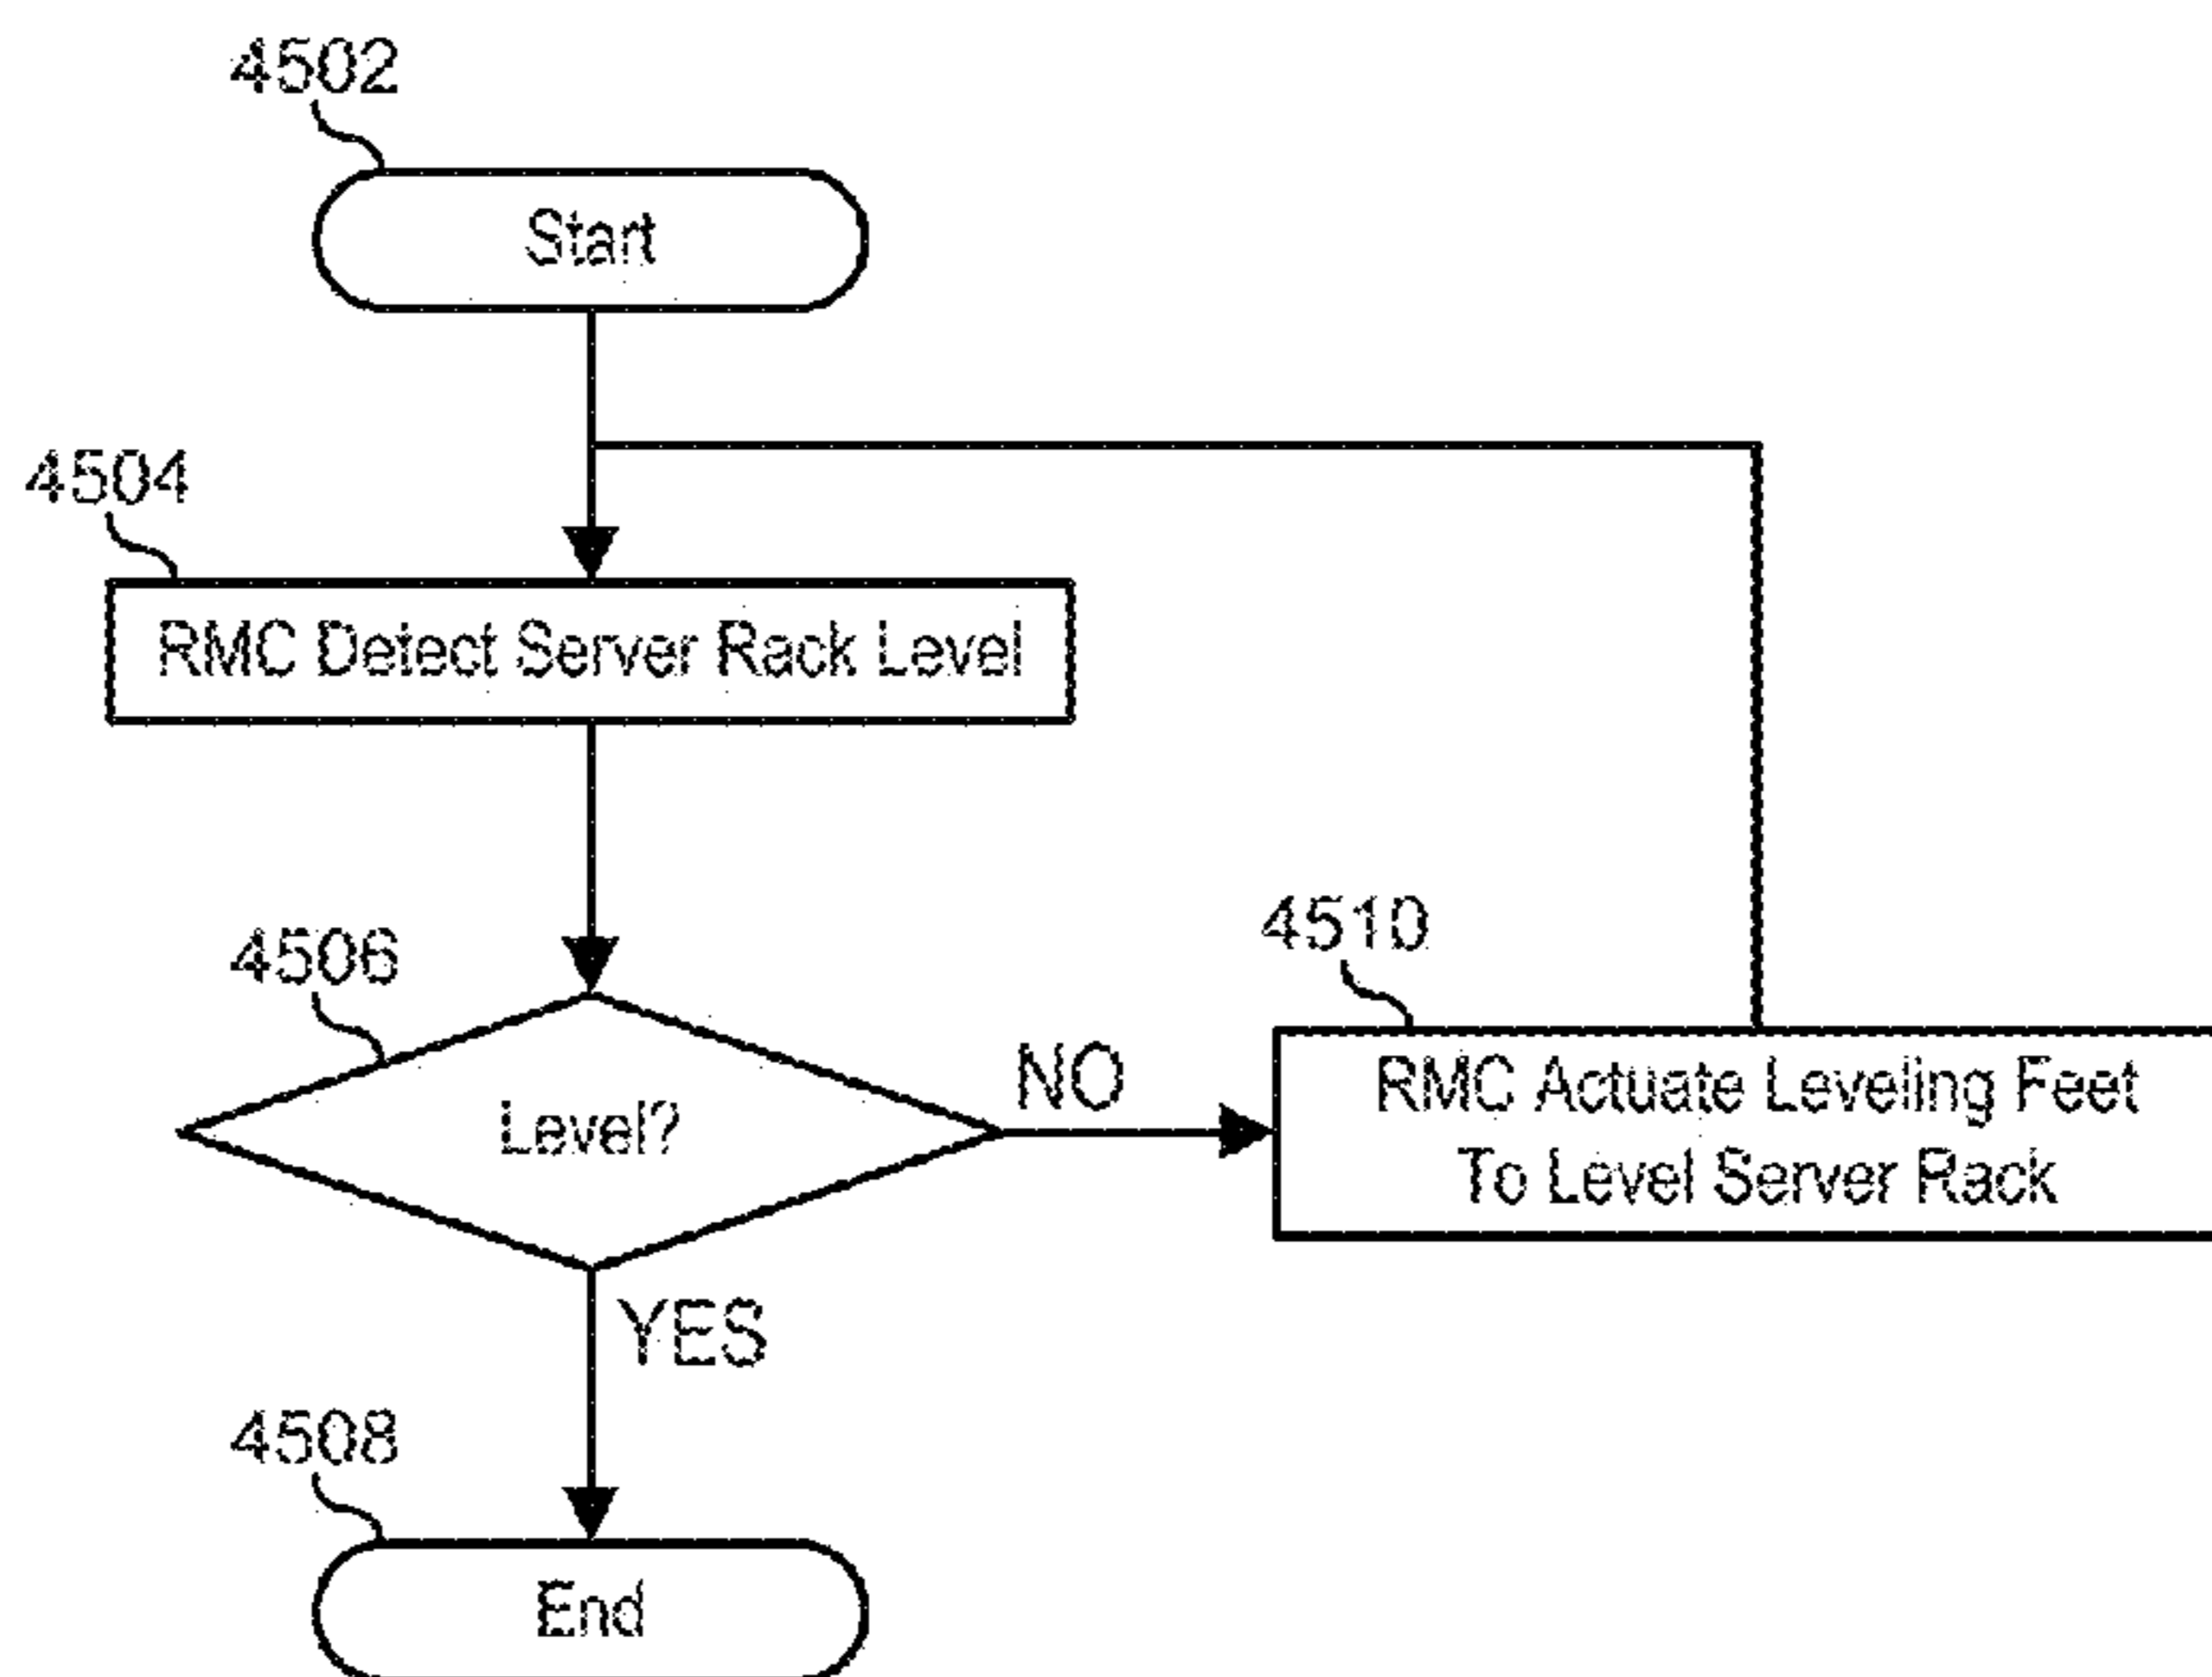 4502
Start
4504
RMC Detect Server Rack Level
4506
Level?
NO
4510
RMC Actuate Leveling Feet
To Level Server Rack
YES
4508
End